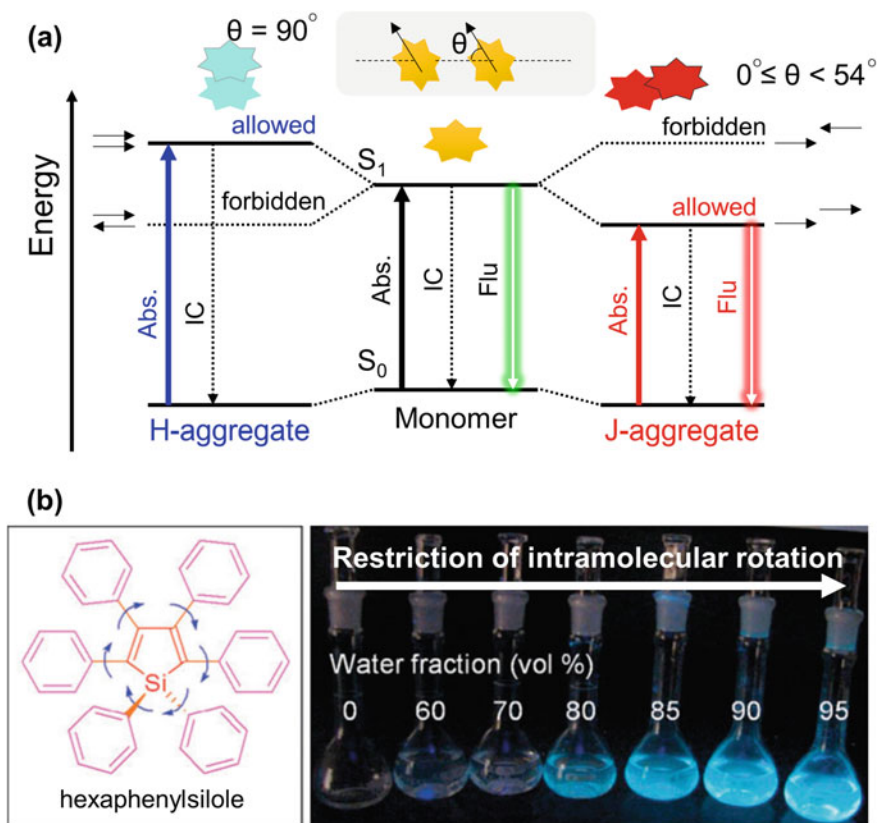 (a)
θ = 90°
θ
0°≤ θ < 54°
Energy
allowed
forbidden
S1
forbidden
allowed
Abs.
IC
Abs.
IC
Flu
Abs.
IC
Flu
S0
H-aggregate
Monomer
J-aggregate
(b)
Restriction of intramolecular rotation
Water fraction (vol %)
0 60 70 80 85 90 95
Si
hexaphenylsilole